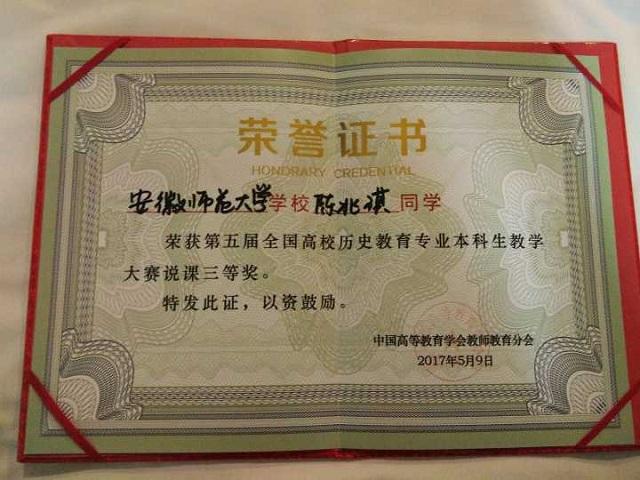 荣誉证书
HONDRARY CREDENTIAL
安徽师范大学学校陈兆祺同学
荣获第五届全国高校历史教育专业本科生教学
大赛说课三等奖。
特发此证，以资鼓励。
中国高等教育学会教师教育分会
2017年5月9日